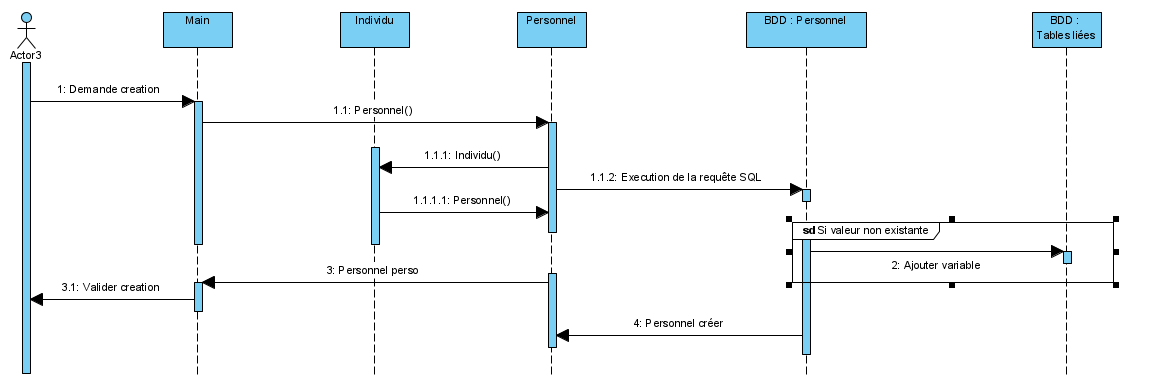 Main
Individu
Personnel
BDD : Personnel
BDD :
Tables liées
Actor3
1: Demande creation
1.1: Personnel()
1.1.1: Individu()
1.1.2: Execution de la requête SQL
1.1.1.1: Personnel()
sd Si valeur non existante
2: Ajouter variable
3: Personnel perso
3.1: Valider creation
4: Personnel créer